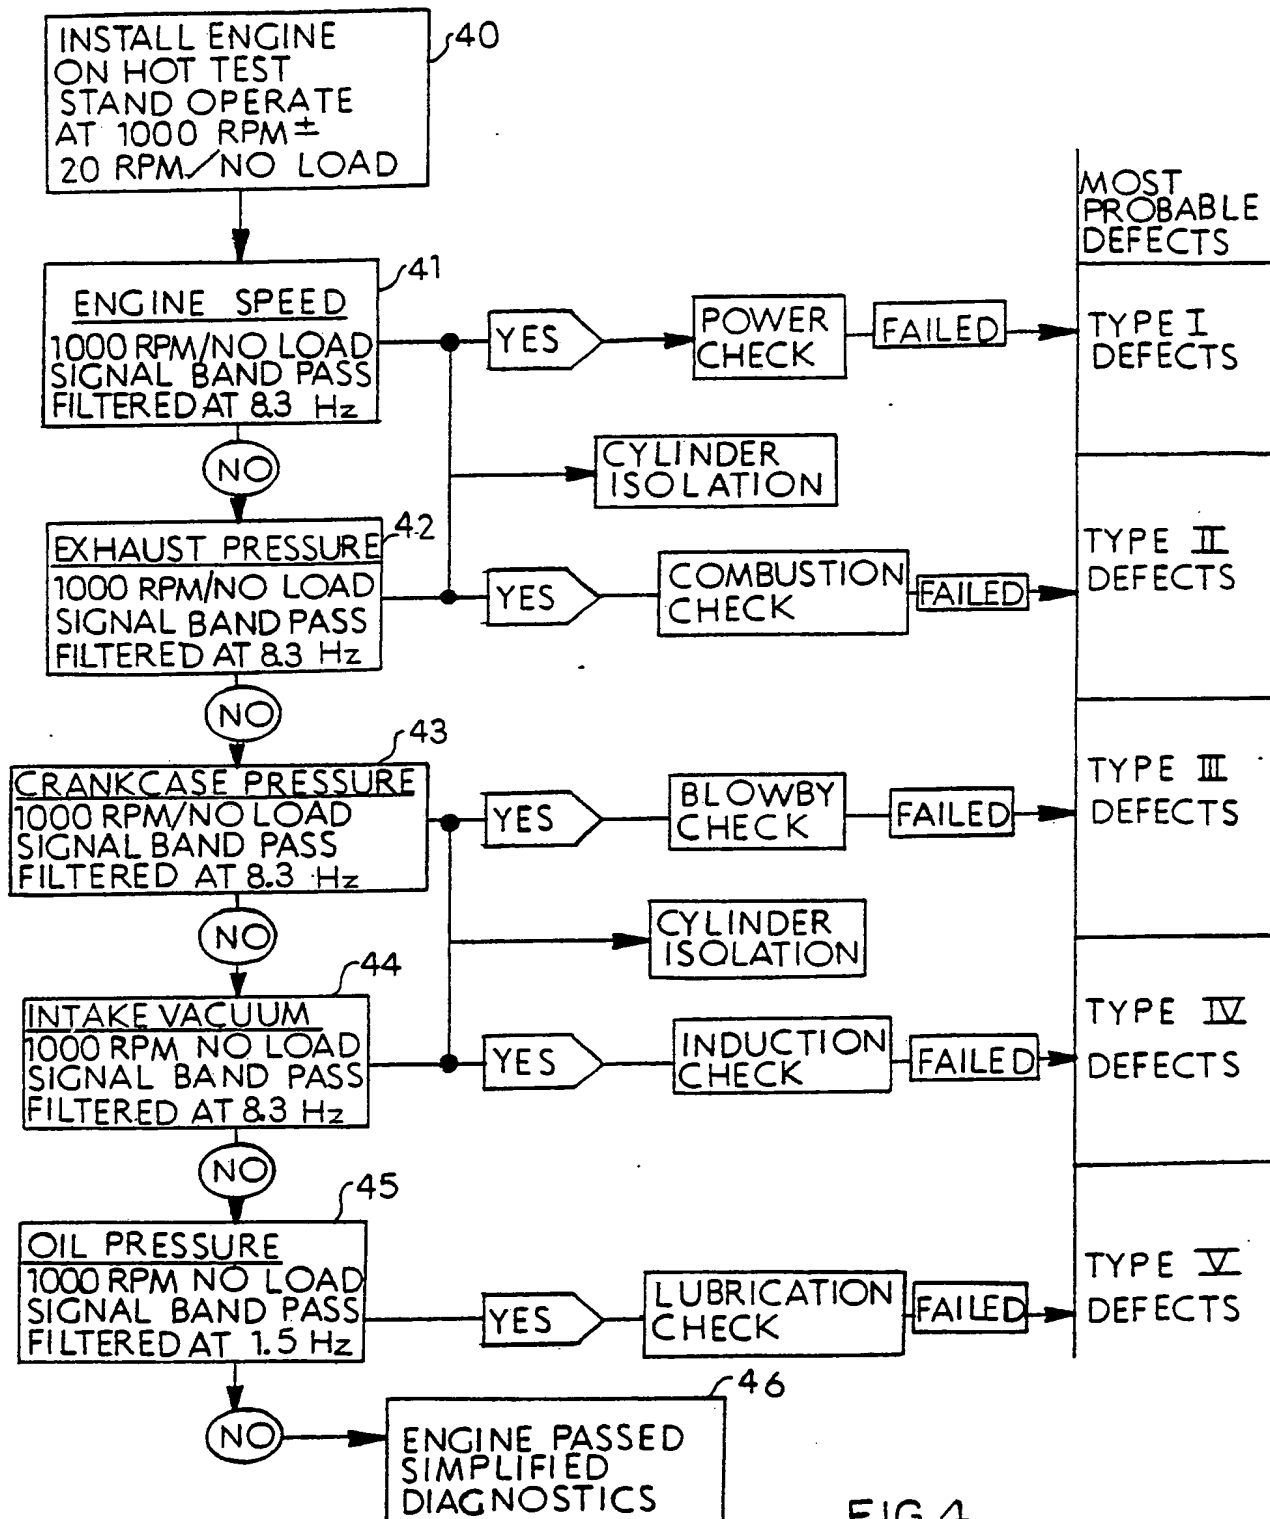 INSTALL ENGINE
ON HOT TEST
STAND OPERATE
AT 1000 RPM ±
20 RPM/NO LOAD
40
MOST
PROBABLE
DEFECTS
41
ENGINE SPEED
1000 RPM/NO LOAD
SIGNAL BAND PASS
FILTERED AT 8.3 Hz
YES
POWER
CHECK
FAILED
TYPE I
DEFECTS
NO
CYLINDER
ISOLATION
42
EXHAUST PRESSURE
1000 RPM/NO LOAD
SIGNAL BAND PASS
FILTERED AT 8.3 Hz
YES
COMBUSTION
CHECK
FAILED
TYPE II
DEFECTS
NO
43
CRANKCASE PRESSURE
1000 RPM/NO LOAD
SIGNAL BAND PASS
FILTERED AT 8.3 Hz
YES
BLOWBY
CHECK
FAILED
TYPE III
DEFECTS
NO
CYLINDER
ISOLATION
44
INTAKE VACUUM
1000 RPM NO LOAD
SIGNAL BAND PASS
FILTERED AT 8.3 Hz
YES
INDUCTION
CHECK
FAILED
TYPE IV
DEFECTS
NO
45
OIL PRESSURE
1000 RPM NO LOAD
SIGNAL BAND PASS
FILTERED AT 1.5 Hz
YES
LUBRICATION
CHECK
FAILED
TYPE V
DEFECTS
NO
46
ENGINE PASSED
SIMPLIFIED
DIAGNOSTICS
FIG. 4